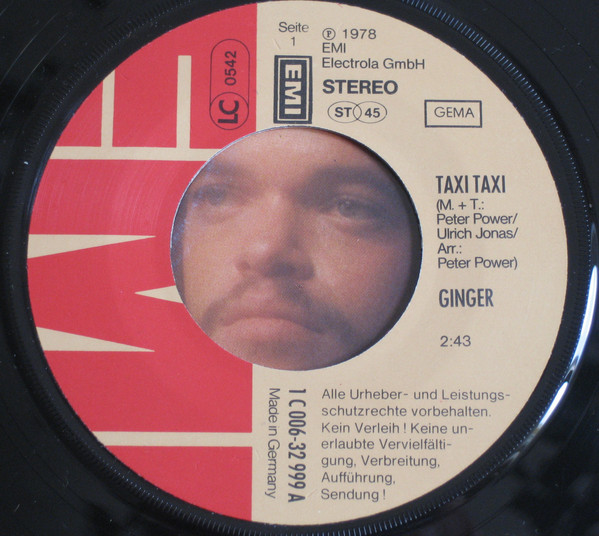 Seite
1
℗ 1978
EMI
Electrola GmbH
STEREO
ST 45
EMI
LC 0542
GEMA
TAXI TAXI
(M. + T.:
Peter Power/
Ulrich Jonas/
Arr.:
Peter Power)
GINGER
2:43
1 C 006-32 999 A
Made in Germany
Alle Urheber- und Leistungs-
schutzrechte vorbehalten.
Kein Verleih! Keine un-
erlaubte Vervielfälti-
gung, Verbreitung,
Aufführung,
Sendung!
EMI